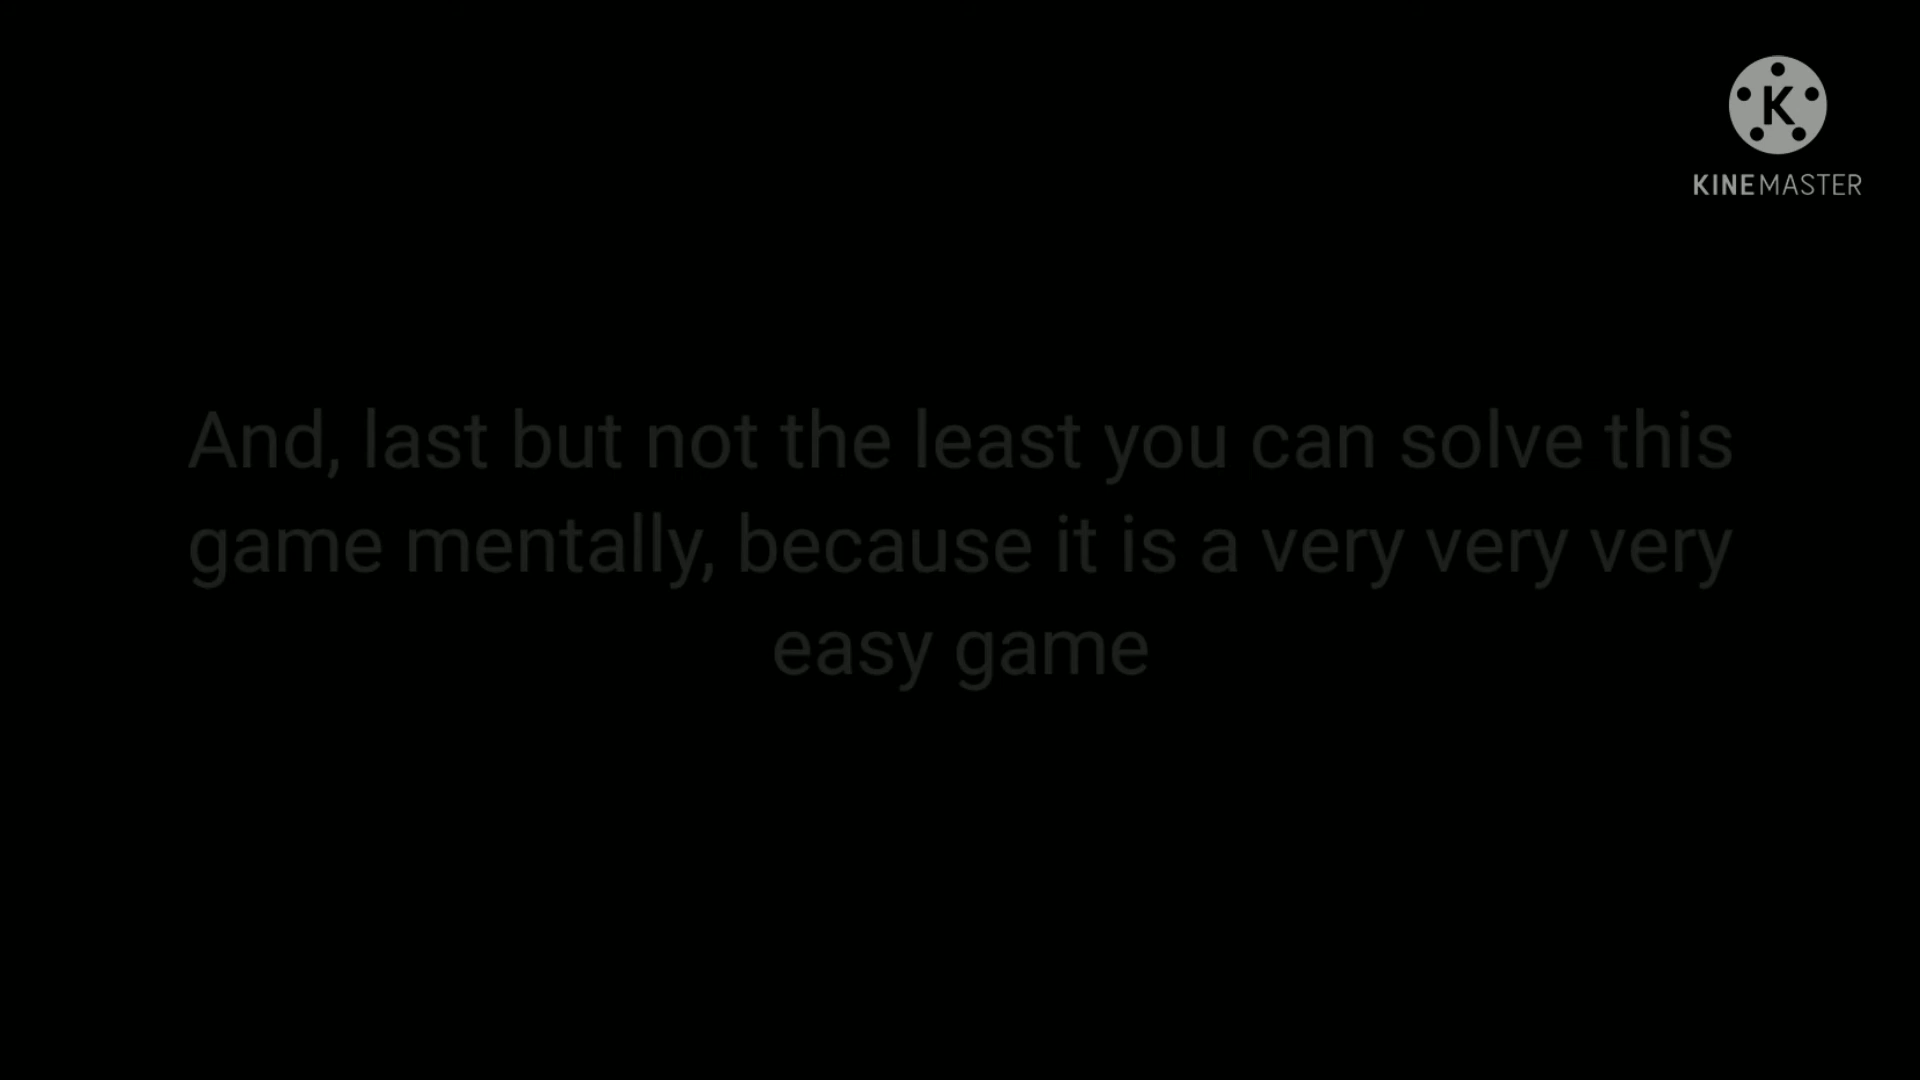 K
KINEMASTER
And, last but not the least you can solve this
game mentally, because it is a very very very
easy game